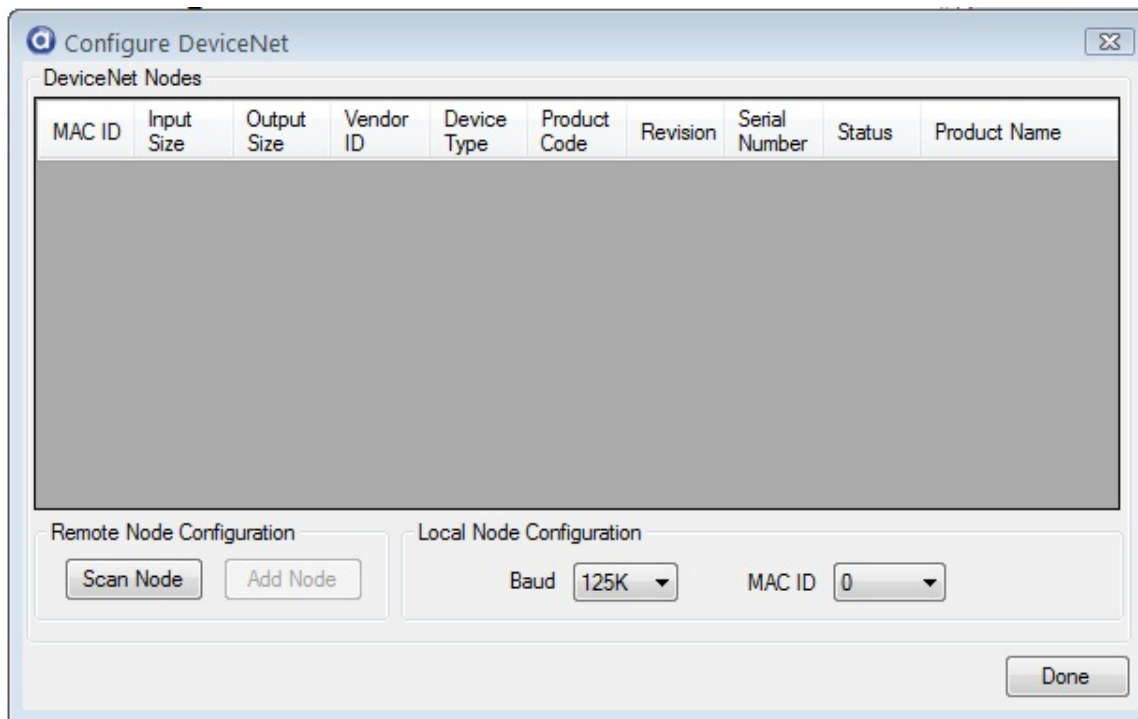 Configure DeviceNet
DeviceNet Nodes
MAC ID Input Size Output Size Vendor ID Device Type Product Code Revision Serial Number Status Product Name
Remote Node Configuration Local Node Configuration
Scan Node Add Node Baud 125K MAC ID 0
Done